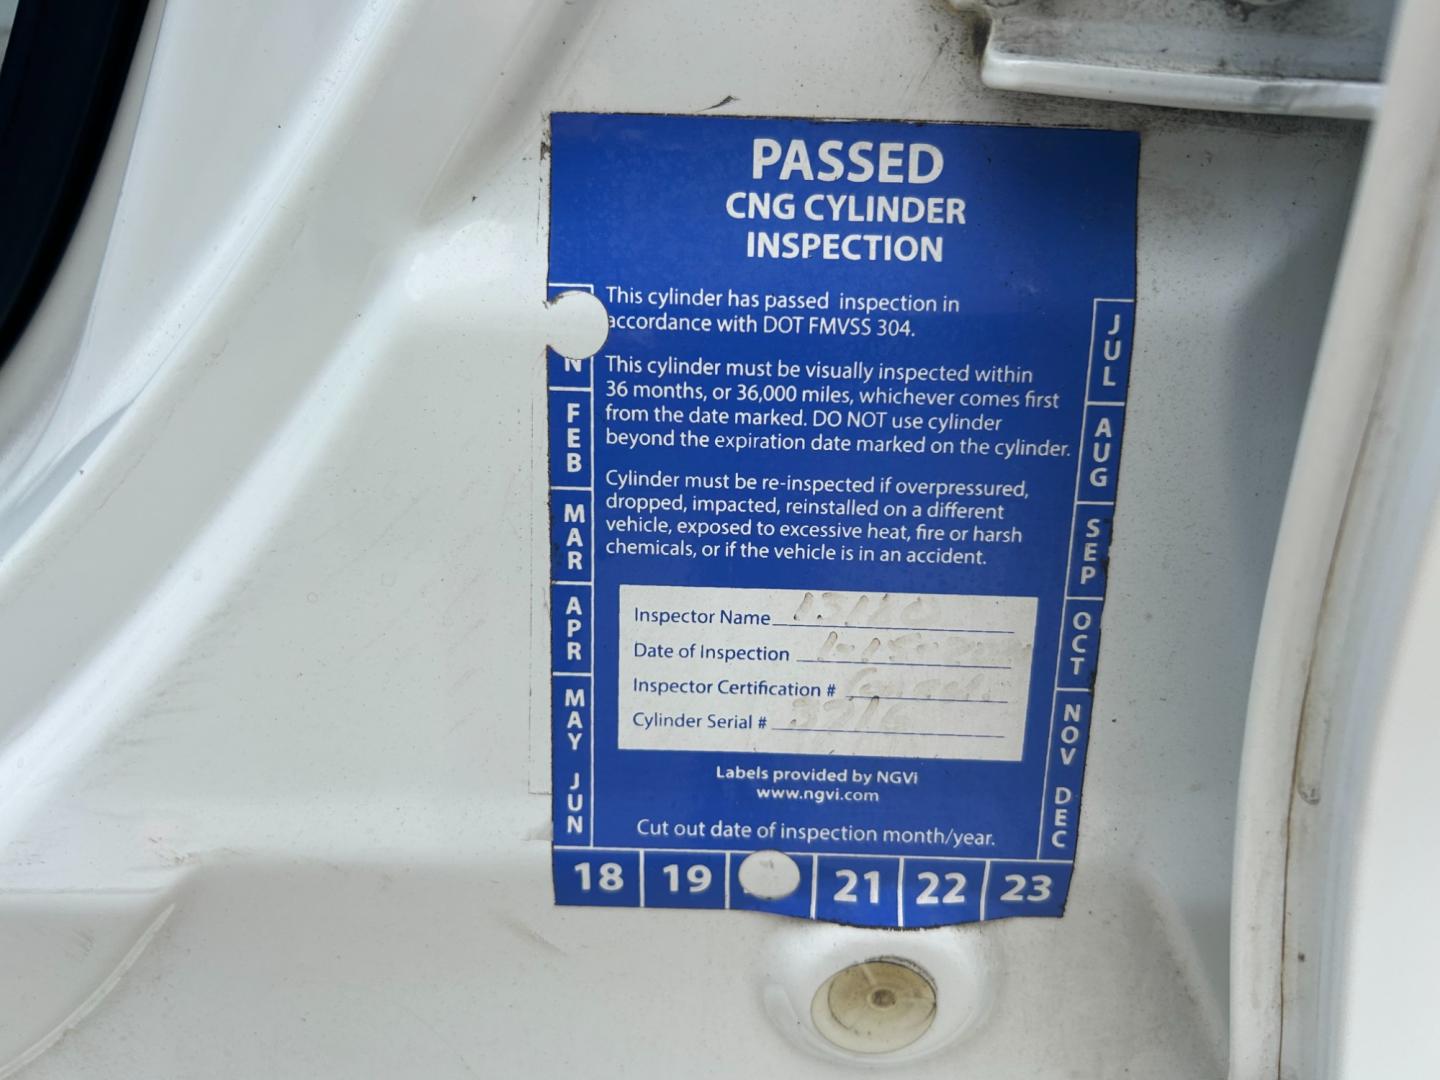 PASSED
CNG CYLINDER
INSPECTION
This cylinder has passed inspection in
accordance with DOT FMVSS 304.
This cylinder must be visually inspected within
36 months, or 36,000 miles, whichever comes first
from the date marked. DO NOT use cylinder
beyond the expiration date marked on the cylinder.
Cylinder must be re-inspected if overpressured,
dropped, impacted, reinstalled on a different
vehicle, exposed to excessive heat, fire or harsh
chemicals, or if the vehicle is in an accident.
Inspector Name
Date of Inspection
Inspector Certification #
Cylinder Serial #
Labels provided by NGVi
www.ngvi.com
Cut out date of inspection month/year.
N
FEB
MAR
APR
MAY
JUN
JUL
AUG
SEP
OCT
NOV
DEC
18 19 21 22 23